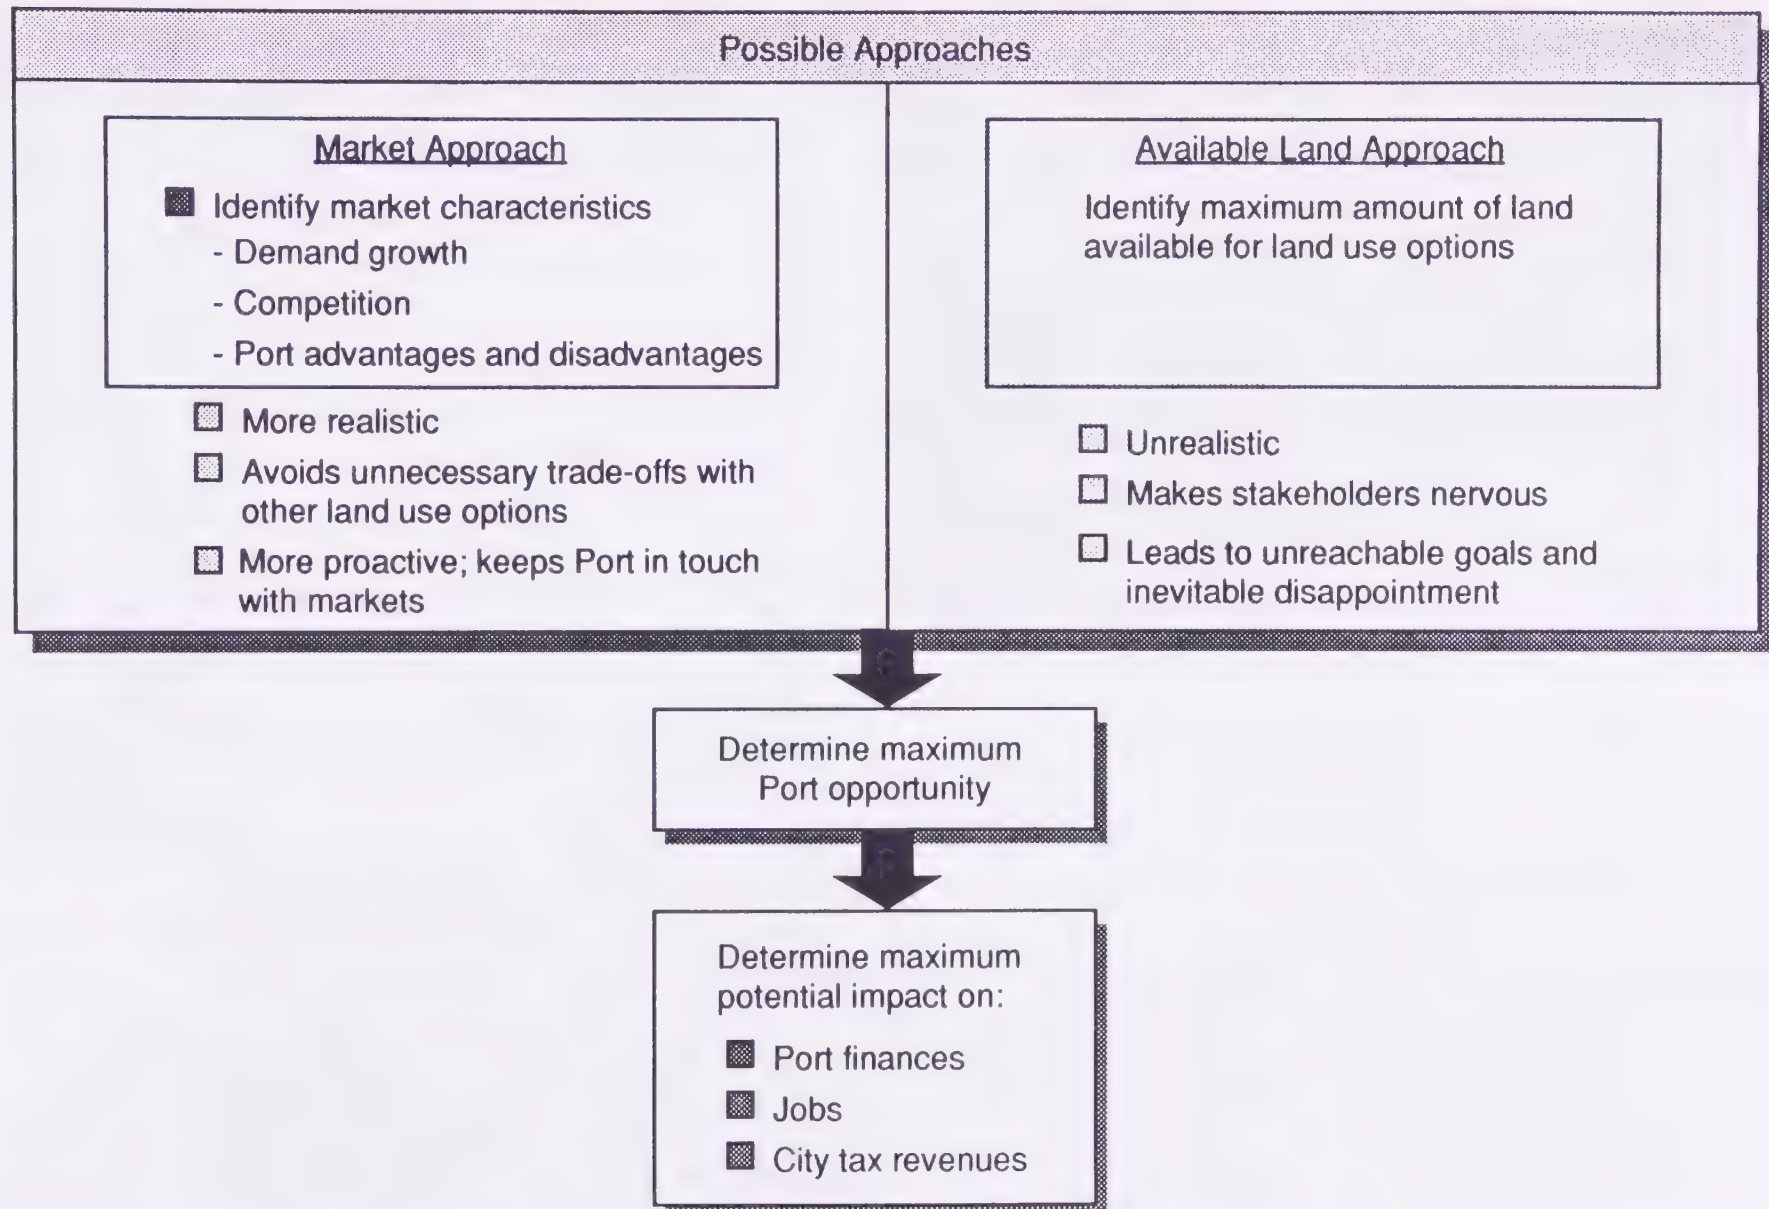 Possible Approaches
Market Approach
Identify market characteristics
- Demand growth
- Competition
- Port advantages and disadvantages
More realistic
Avoids unnecessary trade-offs with
other land use options
More proactive; keeps Port in touch
with markets
Available Land Approach
Identify maximum amount of land
available for land use options
Unrealistic
Makes stakeholders nervous
Leads to unreachable goals and
inevitable disappointment
Determine maximum
Port opportunity
Determine maximum
potential impact on:
Port finances
Jobs
City tax revenues